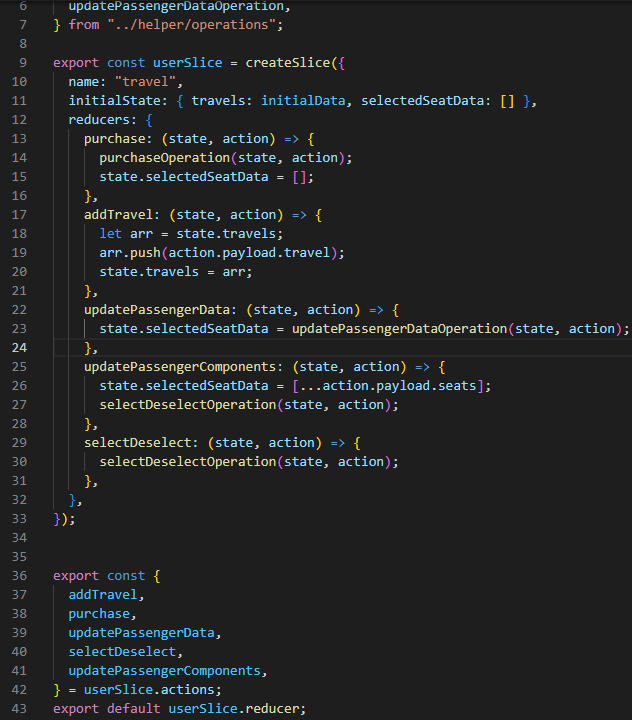 6 updatePassengerDataOperation,
7 } from "../helper/operations";
8
9 export const userSlice = createSlice({
10 name: "travel",
11 initialState: { travels: initialData, selectedSeatData: [] },
12 reducers: {
13 purchase: (state, action) => {
14 purchaseOperation(state, action);
15 state.selectedSeatData = [];
16 },
17 addTravel: (state, action) => {
18 let arr = state.travels;
19 arr.push(action.payload.travel);
20 state.travels = arr;
21 },
22 updatePassengerData: (state, action) => {
23 state.selectedSeatData = updatePassengerDataOperation(state, action);
24 },
25 updatePassengerComponents: (state, action) => {
26 state.selectedSeatData = [...action.payload.seats];
27 selectDeselectOperation(state, action);
28 },
29 selectDeselect: (state, action) => {
30 selectDeselectOperation(state, action);
31 },
32 },
33 });
34
35
36 export const {
37 addTravel,
38 purchase,
39 updatePassengerData,
40 selectDeselect,
41 updatePassengerComponents,
42 } = userSlice.actions;
43 export default userSlice.reducer;